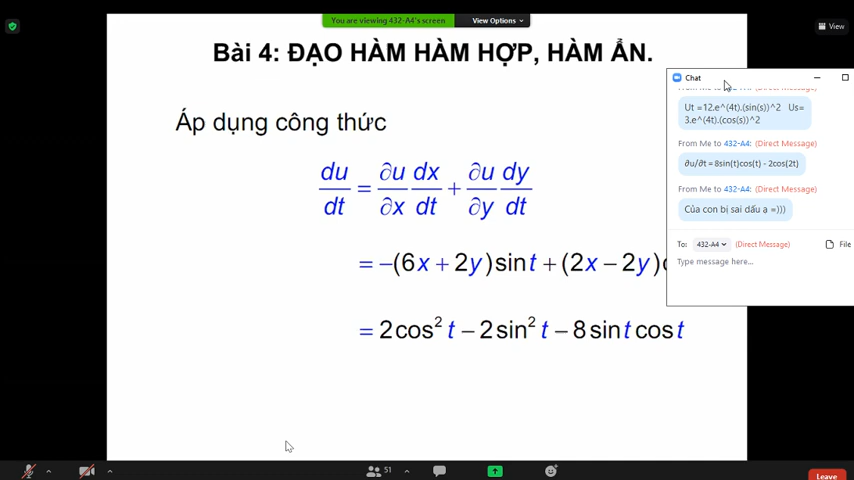 You are viewing 432-A4's screen
View Options
View
Bài 4: ĐẠO HÀM HÀM HỢP, HÀM ẨN.
Áp dụng công thức
du/dt = ∂u/∂x dx/dt + ∂u/∂y dy/dt
= −(6x + 2y)sin t + (2x − 2y)
= 2cos² t − 2sin² t − 8 sin t cos t
Chat
Ut =12.e^(4t).(sin(s))^2 Us=
3.e^(4t).(cos(s))^2
From Me to 432-A4: (Direct Message)
∂u/∂t = 8sin(t)cos(t) - 2cos(2t)
From Me to 432-A4: (Direct Message)
Của con bị sai dấu ạ =)))
To: 432-A4 (Direct Message)
File
Type message here...
51
Leave